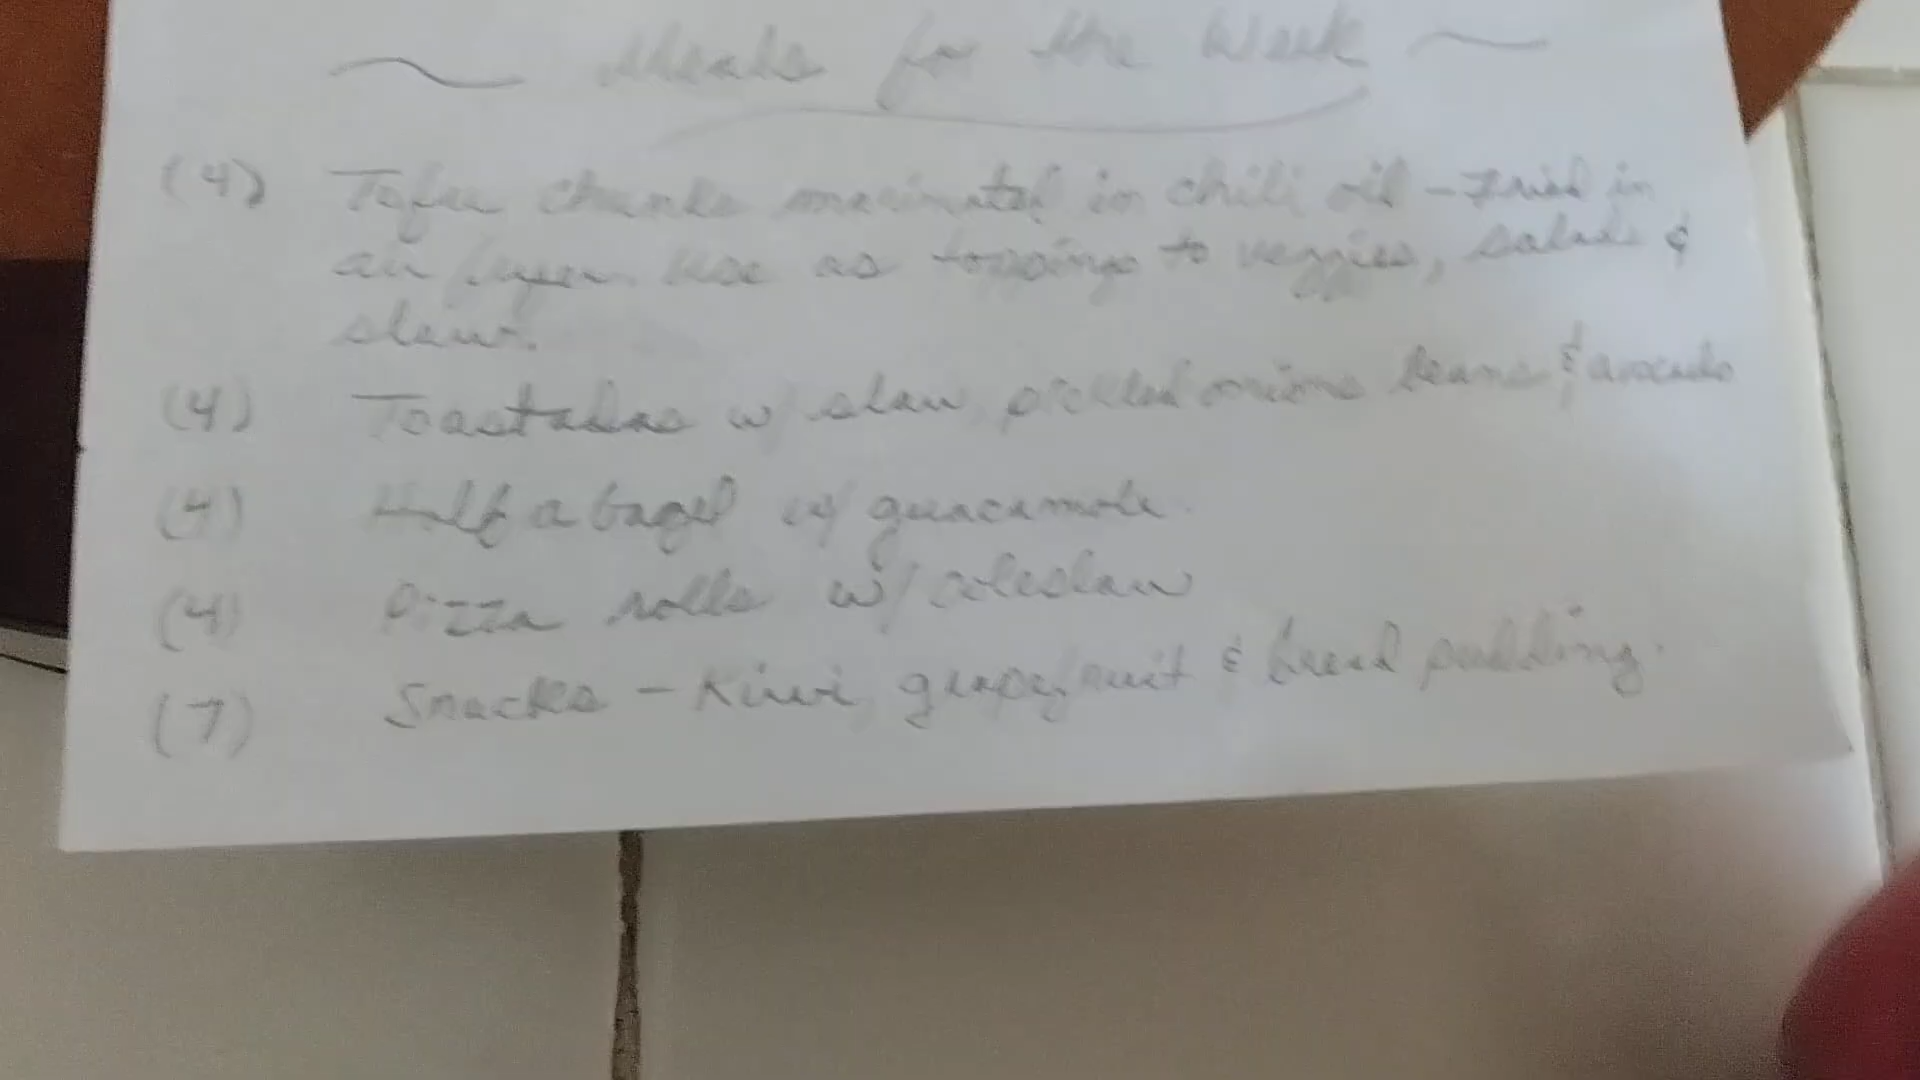 ~ Meals for the Week ~
(4) Tofu chunks marinated in chili oil - Fried in
air fryer. Use as toppings to veggies, salads &
slaw.
(4) Toastadas w/ slaw, pickled onions beans & avocado
(4) Half a bagel w/ guacamole.
(4) Pizza rolls w/ coleslaw
(7) Snacks - Kiwi, grapefruit & bread pudding.